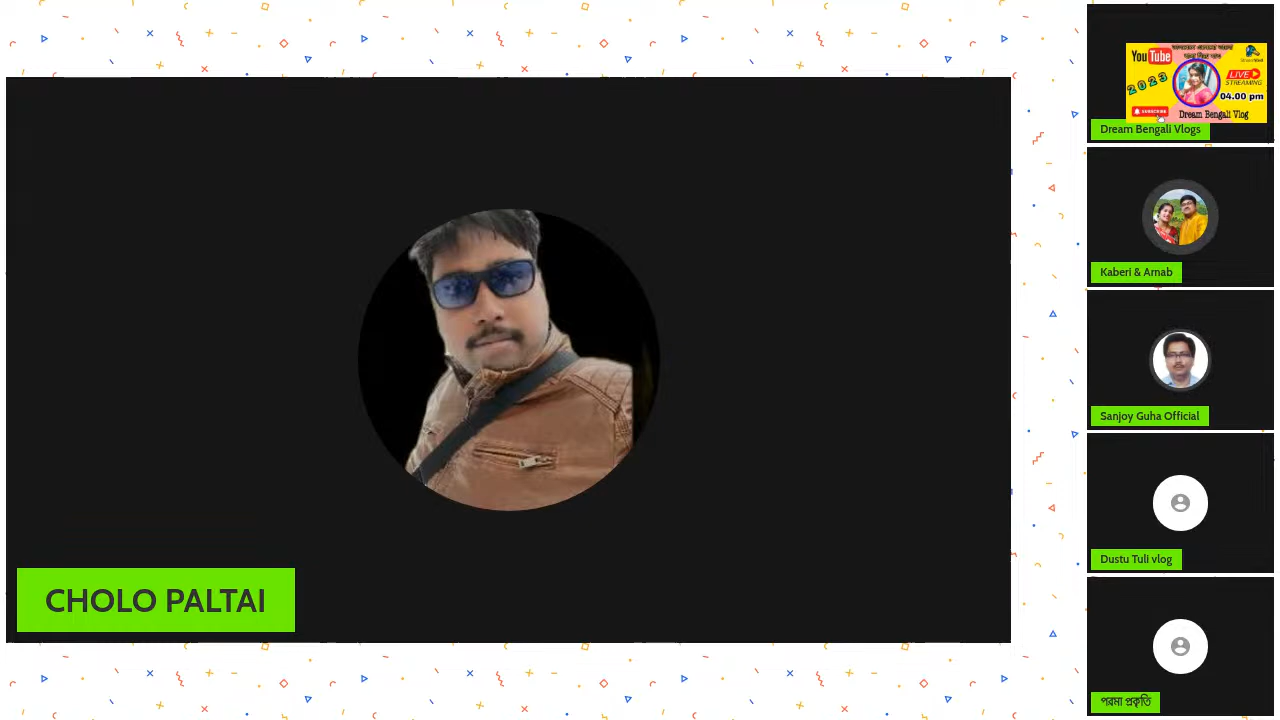 CHOLO PALTAI
YouTube
2023
LIVE
STREAMING
04.00 pm
SUBSCRIBE
Dream Bengali Vlog
Dream Bengali Vlogs
Kaberi & Arnab
Sanjoy Guha Official
Dustu Tuli vlog
পরমা প্রকৃতি